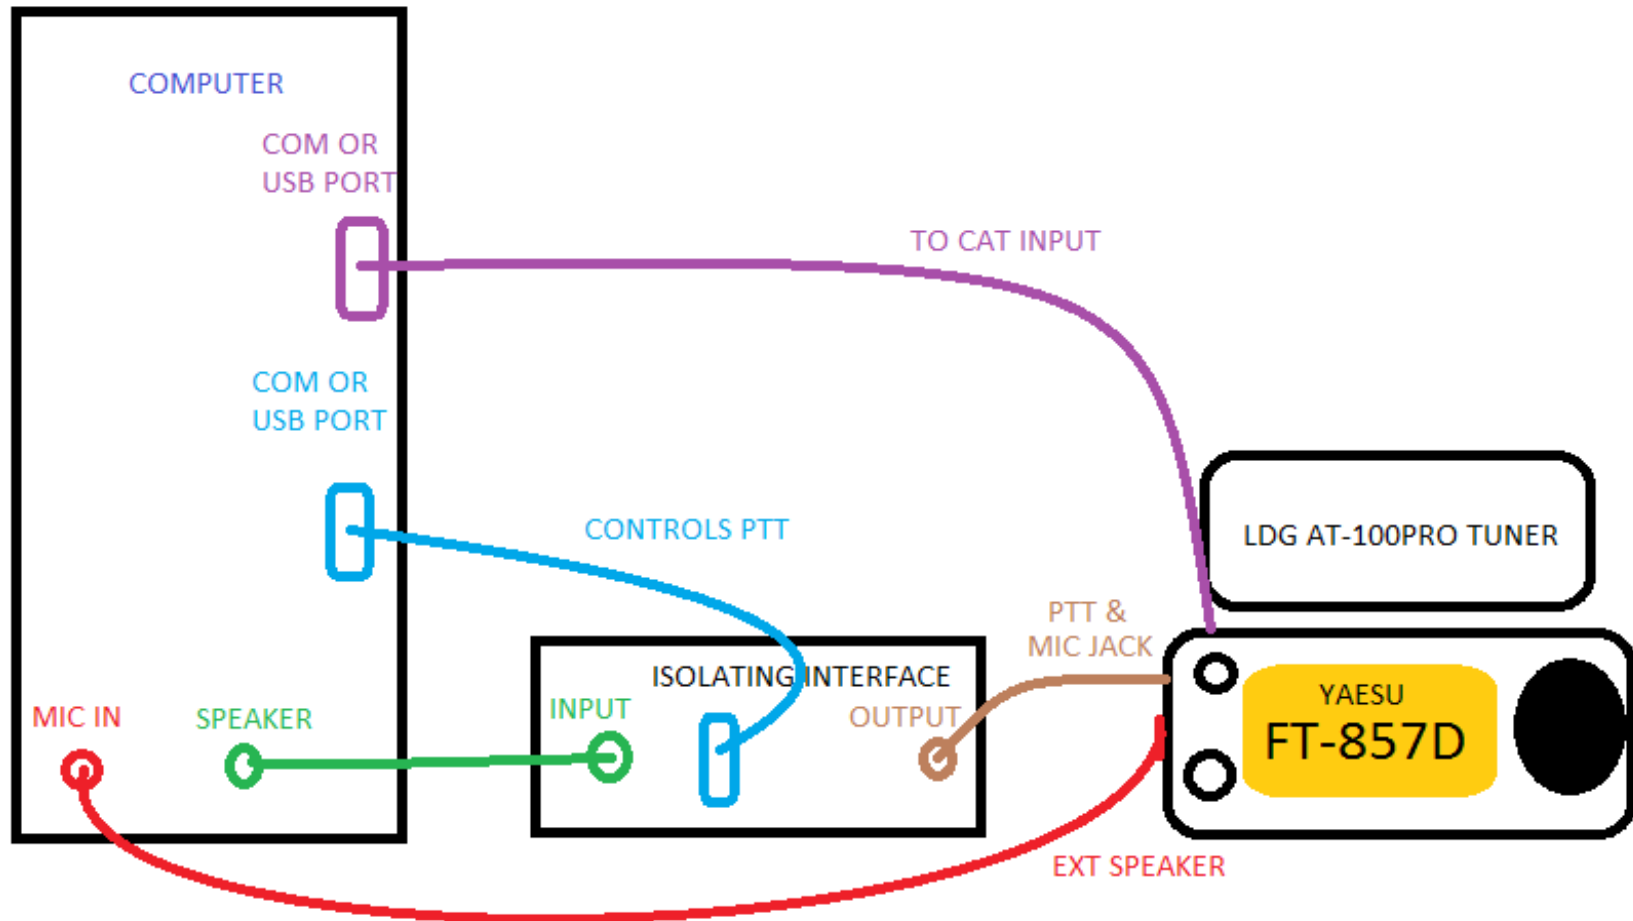 COMPUTER
COM OR
USB PORT
TO CAT INPUT
COM OR
USB PORT
CONTROLS PTT
LDG AT-100PRO TUNER
PTT &
MIC JACK
ISOLATING INTERFACE
MIC IN
SPEAKER
INPUT
OUTPUT
YAESU
FT-857D
EXT SPEAKER